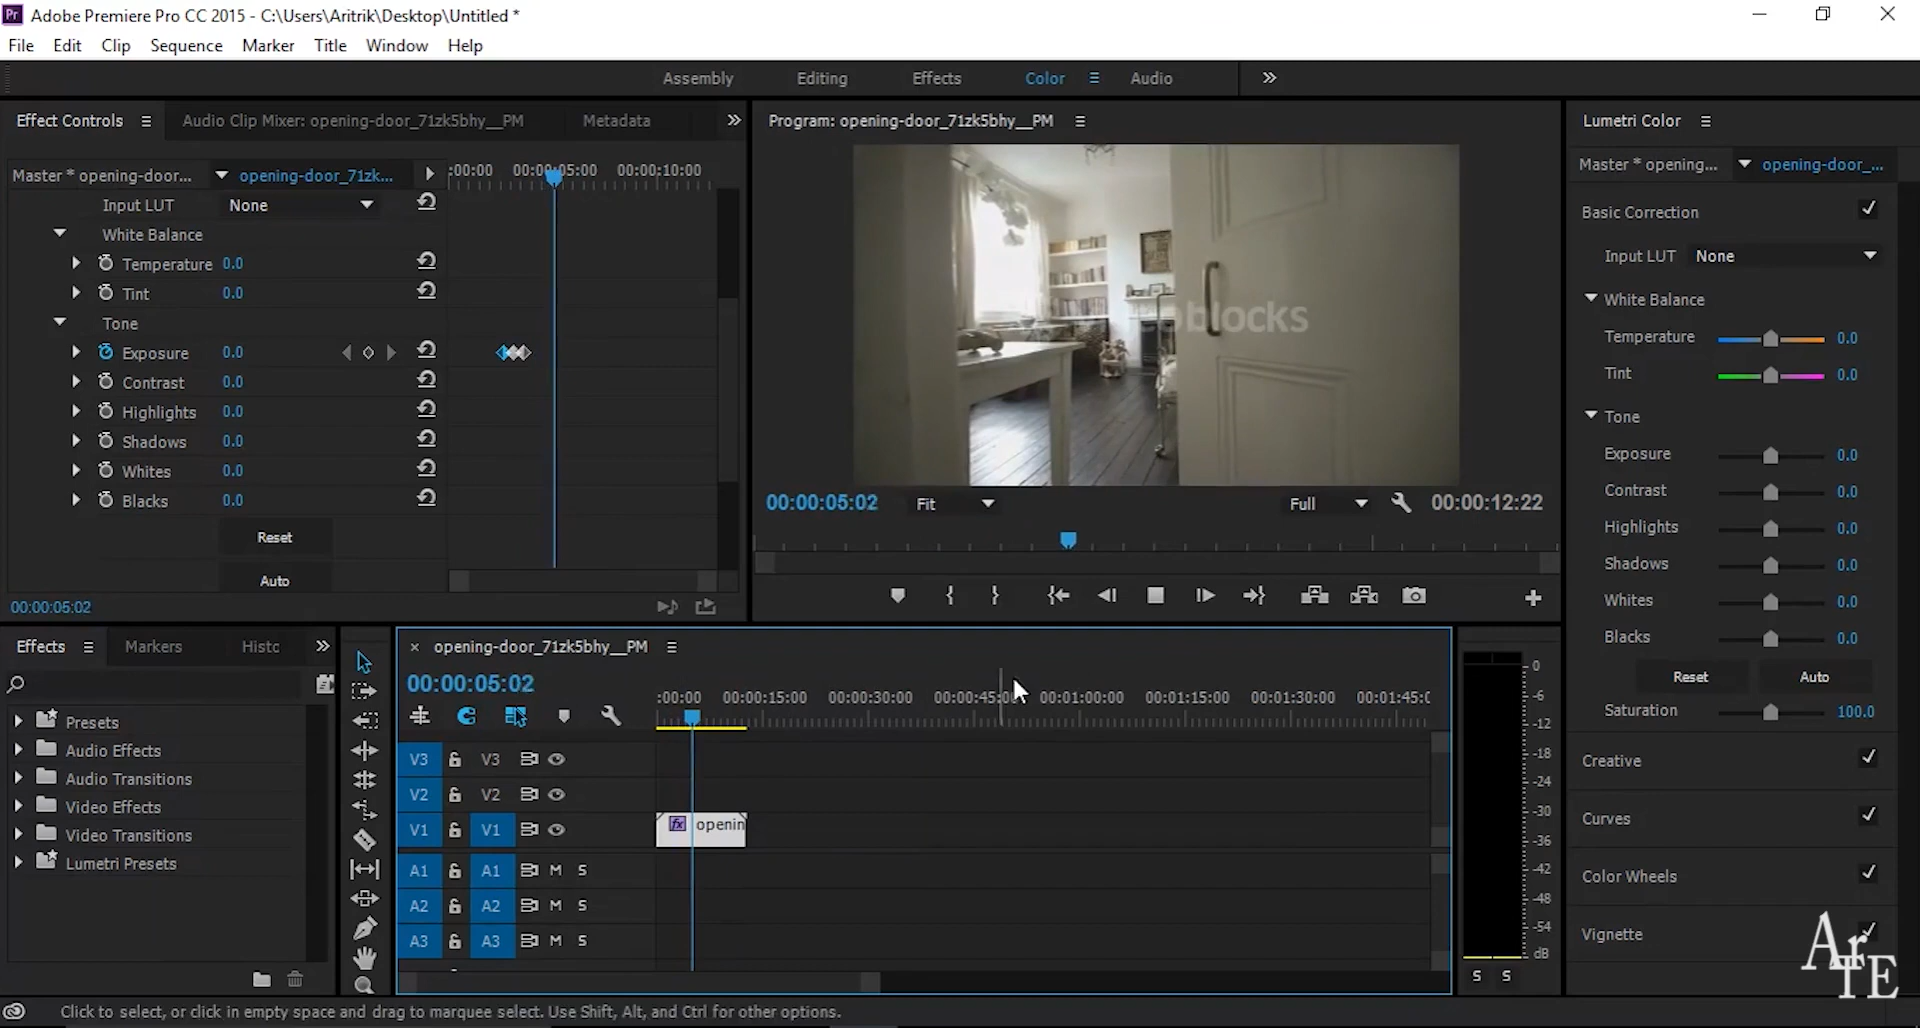 Adobe Premiere Pro CC 2015 - C:\Users\Aritrik\Desktop\Untitled *
File Edit Clip Sequence Marker Title Window Help
Assembly Editing Effects Color Audio
Effect Controls Audio Clip Mixer: opening-door_71zk5bhy__PM Metadata
Master * opening-door... opening-door_71zk... :00:00 00:00:05:00 00:00:10:00
Input LUT None
White Balance
Temperature 0.0
Tint 0.0
Tone
Exposure 0.0
Contrast 0.0
Highlights 0.0
Shadows 0.0
Whites 0.0
Blacks 0.0
Reset
Auto
00:00:05:02
Program: opening-door_71zk5bhy__PM
blocks
00:00:05:02 Fit Full 00:00:12:22
Lumetri Color
Master * opening... opening-door_...
Basic Correction
Input LUT None
White Balance
Temperature 0.0
Tint 0.0
Tone
Exposure 0.0
Contrast 0.0
Highlights 0.0
Shadows 0.0
Whites 0.0
Blacks 0.0
Reset Auto
Saturation 100.0
Creative
Curves
Color Wheels
Vignette
Effects Markers Histo
Presets
Audio Effects
Audio Transitions
Video Effects
Video Transitions
Lumetri Presets
opening-door_71zk5bhy__PM
00:00:05:02
:00:00 00:00:15:00 00:00:30:00 00:00:45:00 00:01:00:00 00:01:15:00 00:01:30:00 00:01:45:0
V3 V3
V2 V2
V1 V1 fx openin
A1 A1 M S
A2 A2 M S
A3 A3 M S
0
-6
-12
-18
-24
-30
-36
-42
-48
-54
dB
S S
ArTE
Click to select, or click in empty space and drag to marquee select. Use Shift, Alt, and Ctrl for other options.